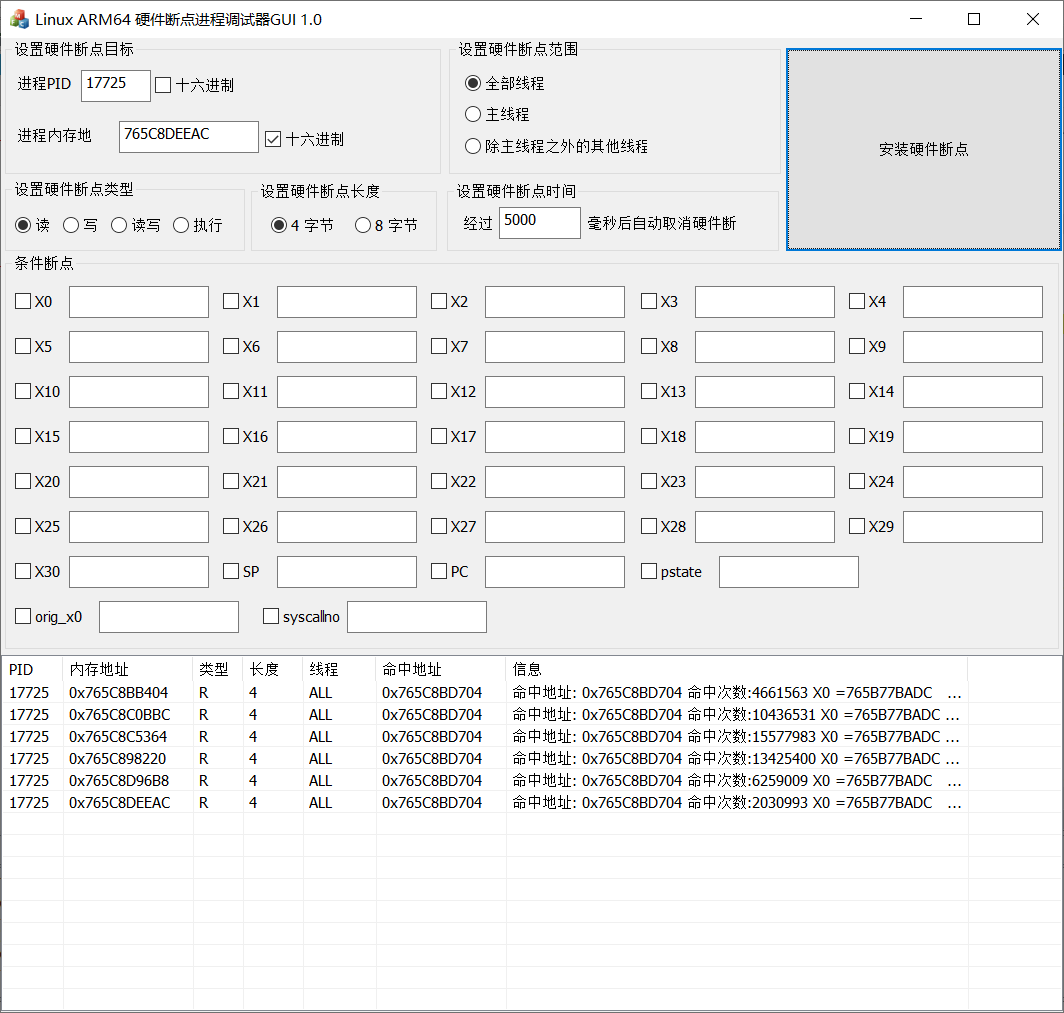 Linux ARM64 硬件断点进程调试器GUI 1.0
设置硬件断点目标
进程PID 17725 十六进制
进程内存地 765C8DEEAC 十六进制
设置硬件断点范围
全部线程
主线程
除主线程之外的其他线程
安装硬件断点
设置硬件断点类型
读 写 读写 执行
设置硬件断点长度
4 字节 8 字节
设置硬件断点时间
经过 5000 毫秒后自动取消硬件断
条件断点
X0 X1 X2 X3 X4
X5 X6 X7 X8 X9
X10 X11 X12 X13 X14
X15 X16 X17 X18 X19
X20 X21 X22 X23 X24
X25 X26 X27 X28 X29
X30 SP PC pstate
orig_x0 syscallno
PID 内存地址 类型 长度 线程 命中地址 信息
17725 0x765C8BB404 R 4 ALL 0x765C8BD704 命中地址: 0x765C8BD704 命中次数:4661563 X0 =765B77BADC ...
17725 0x765C8C0BBC R 4 ALL 0x765C8BD704 命中地址: 0x765C8BD704 命中次数:10436531 X0 =765B77BADC ...
17725 0x765C8C5364 R 4 ALL 0x765C8BD704 命中地址: 0x765C8BD704 命中次数:15577983 X0 =765B77BADC ...
17725 0x765C898220 R 4 ALL 0x765C8BD704 命中地址: 0x765C8BD704 命中次数:13425400 X0 =765B77BADC ...
17725 0x765C8D96B8 R 4 ALL 0x765C8BD704 命中地址: 0x765C8BD704 命中次数:6259009 X0 =765B77BADC ...
17725 0x765C8DEEAC R 4 ALL 0x765C8BD704 命中地址: 0x765C8BD704 命中次数:2030993 X0 =765B77BADC ...